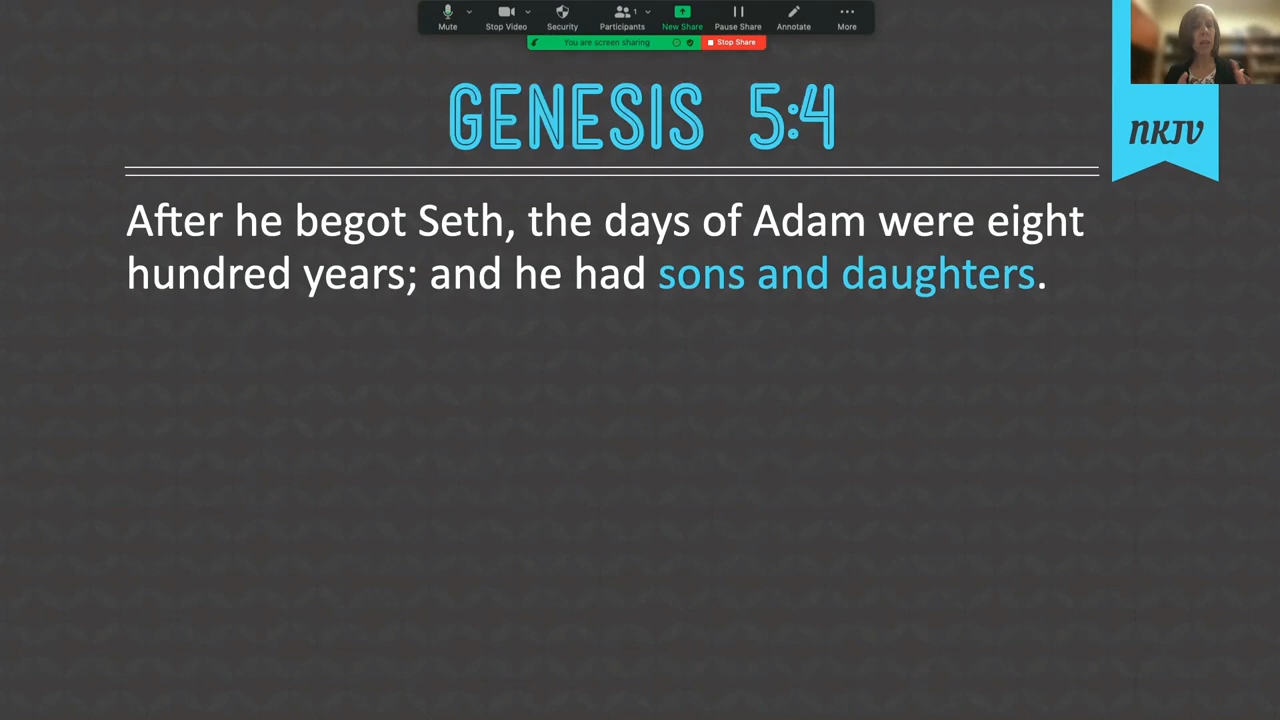 Mute
Stop Video
Security
1
Participants
New Share
Pause Share
Annotate
More
You are screen sharing
Stop Share
GENESIS 5:4
NKJV
After he begot Seth, the days of Adam were eight
hundred years; and he had sons and daughters.